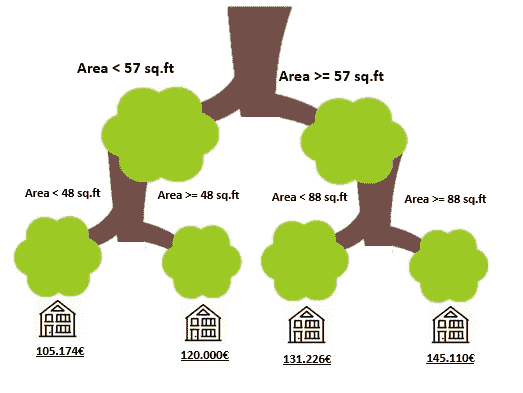 Area < 57 sq.ft
Area >= 57 sq.ft
Area < 48 sq.ft
Area >= 48 sq.ft
Area < 88 sq.ft
Area >= 88 sq.ft
105.174€
120.000€
131.226€
145.110€